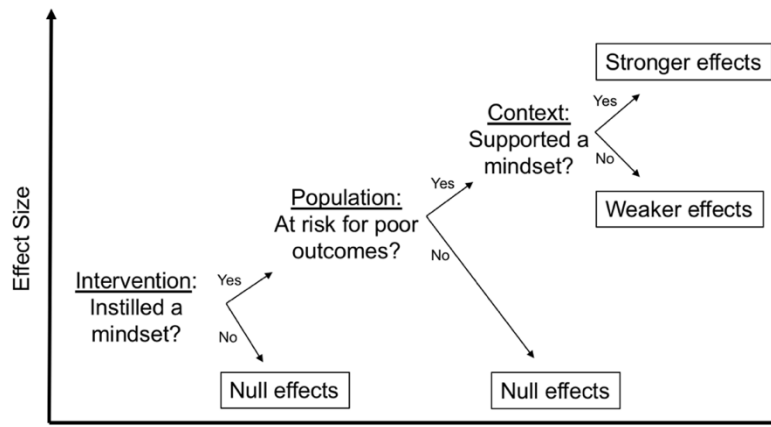 Effect Size
Intervention:
Instilled a
mindset?
Yes
No
Null effects
Population:
At risk for poor
outcomes?
Yes
No
Null effects
Context:
Supported a
mindset?
Yes
No
Stronger effects
Weaker effects